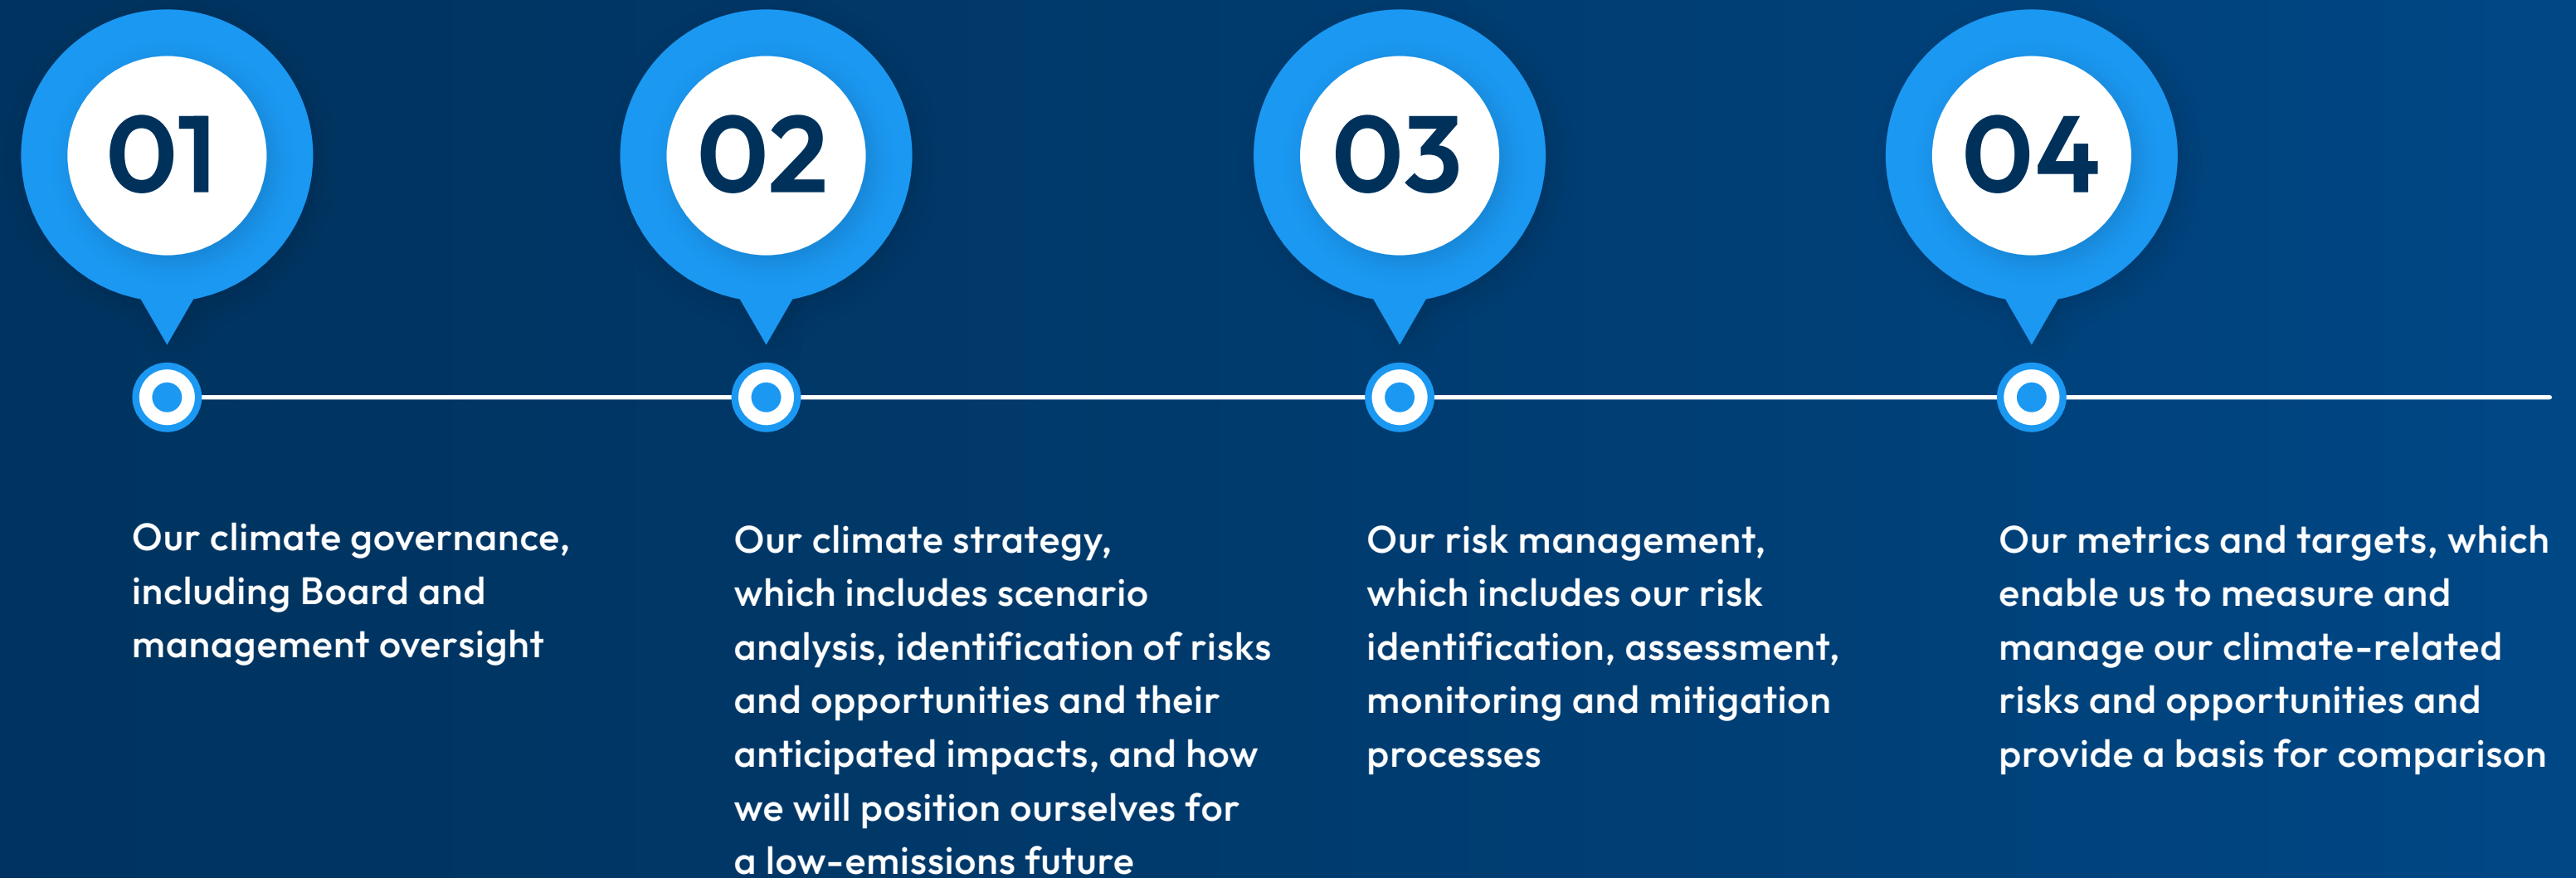 01
Our climate governance,
including Board and
management oversight
02
Our climate strategy,
which includes scenario
analysis, identification of risks
and opportunities and their
anticipated impacts, and how
we will position ourselves for
a low-emissions future
03
Our risk management,
which includes our risk
identification, assessment,
monitoring and mitigation
processes
04
Our metrics and targets, which
enable us to measure and
manage our climate-related
risks and opportunities and
provide a basis for comparison